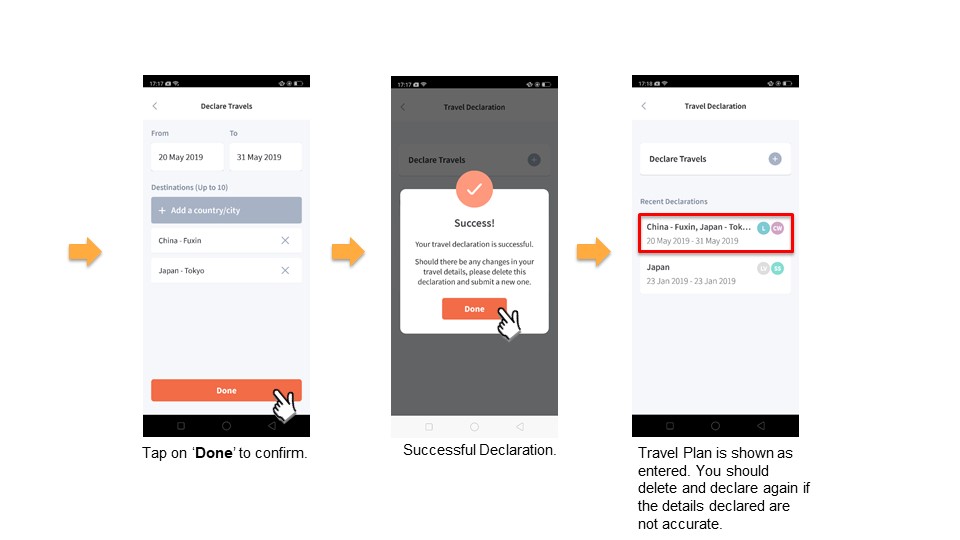 17:17
Declare Travels
From
To
20 May 2019
31 May 2019
Destinations (Up to 10)
+ Add a country/city
China - Fuxin
Japan - Tokyo
Done
Tap on ‘Done’ to confirm.
17:17
Travel Declaration
Declare Travels
Success!
Your travel declaration is successful.
Should there be any changes in your
travel details, please delete this
declaration and submit a new one.
Done
Successful Declaration.
17:18
Travel Declaration
Declare Travels
Recent Declarations
China - Fuxin, Japan - Tok... L CW
20 May 2019 - 31 May 2019
Japan SS
23 Jan 2019 - 23 Jan 2019
Travel Plan is shown as
entered. You should
delete and declare again if
the details declared are
not accurate.